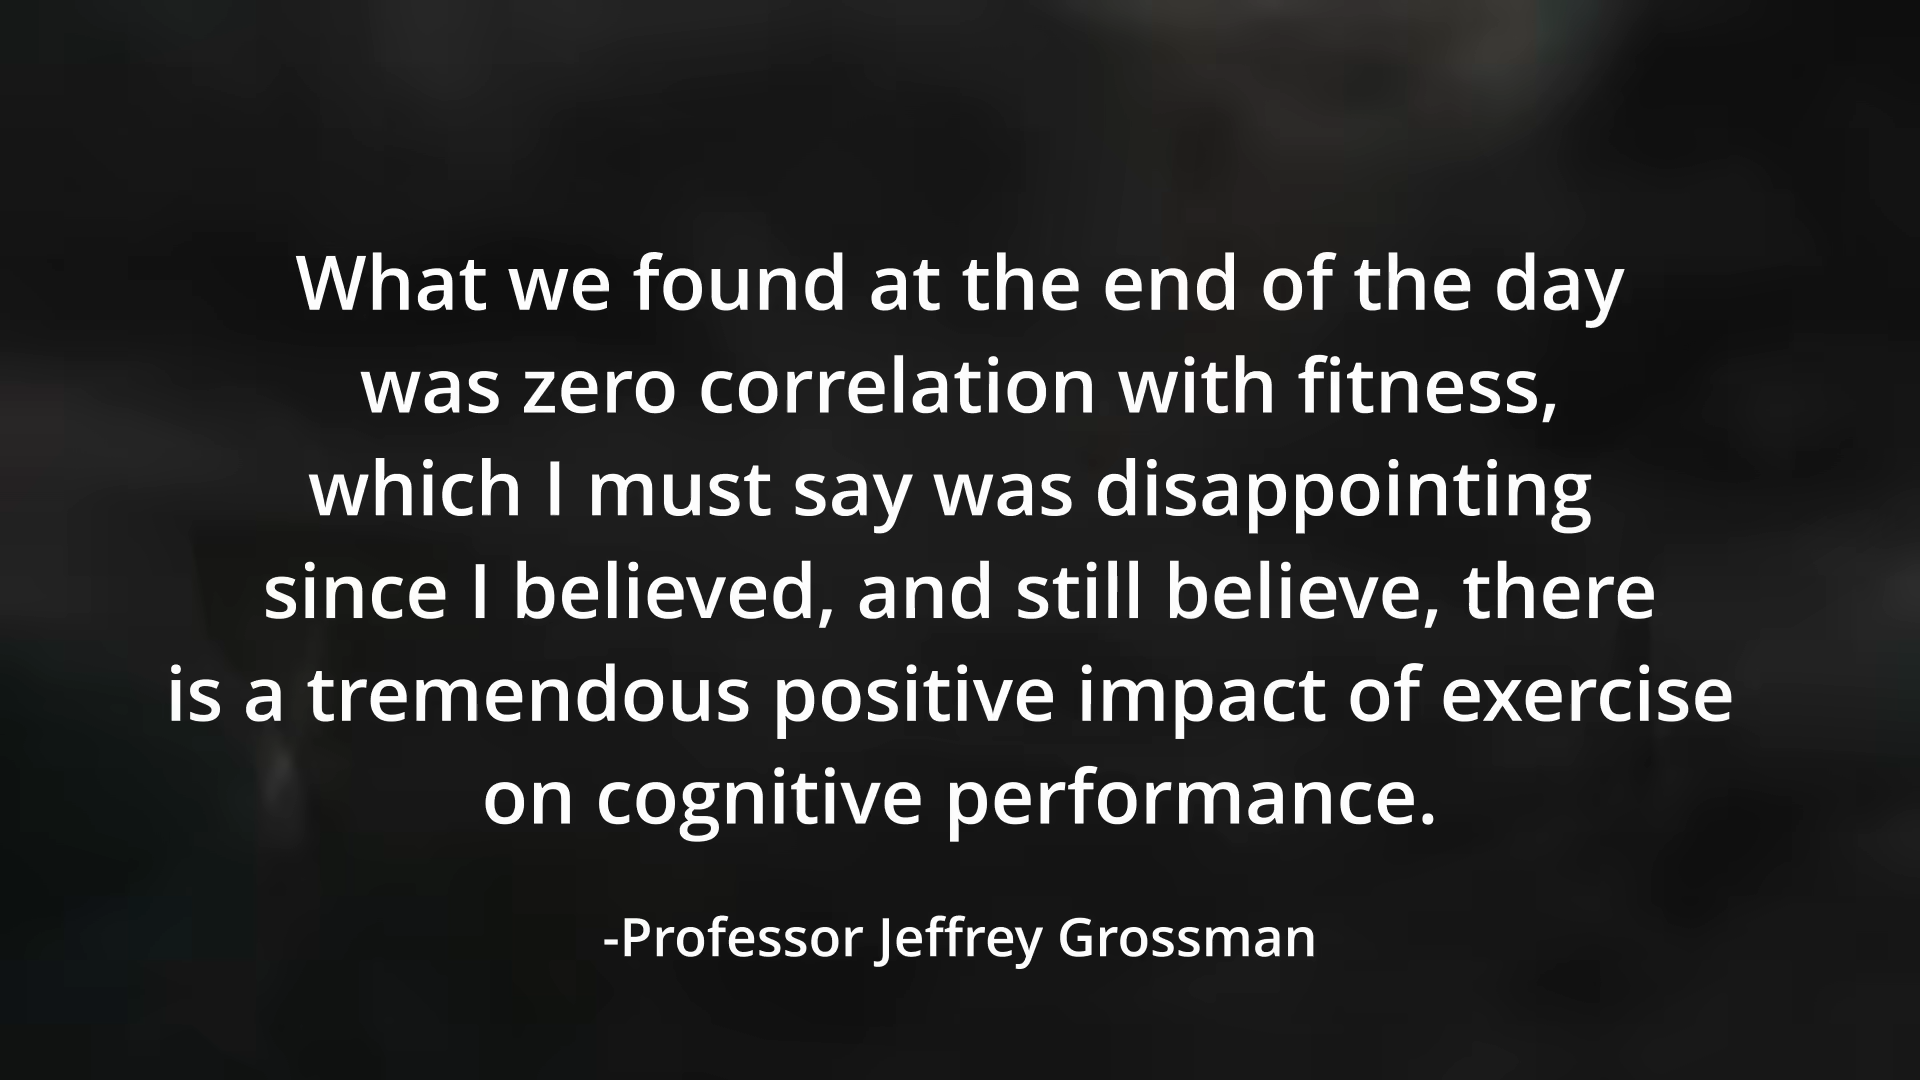 What we found at the end of the day
was zero correlation with fitness,
which I must say was disappointing
since I believed, and still believe, there
is a tremendous positive impact of exercise
on cognitive performance.
-Professor Jeffrey Grossman